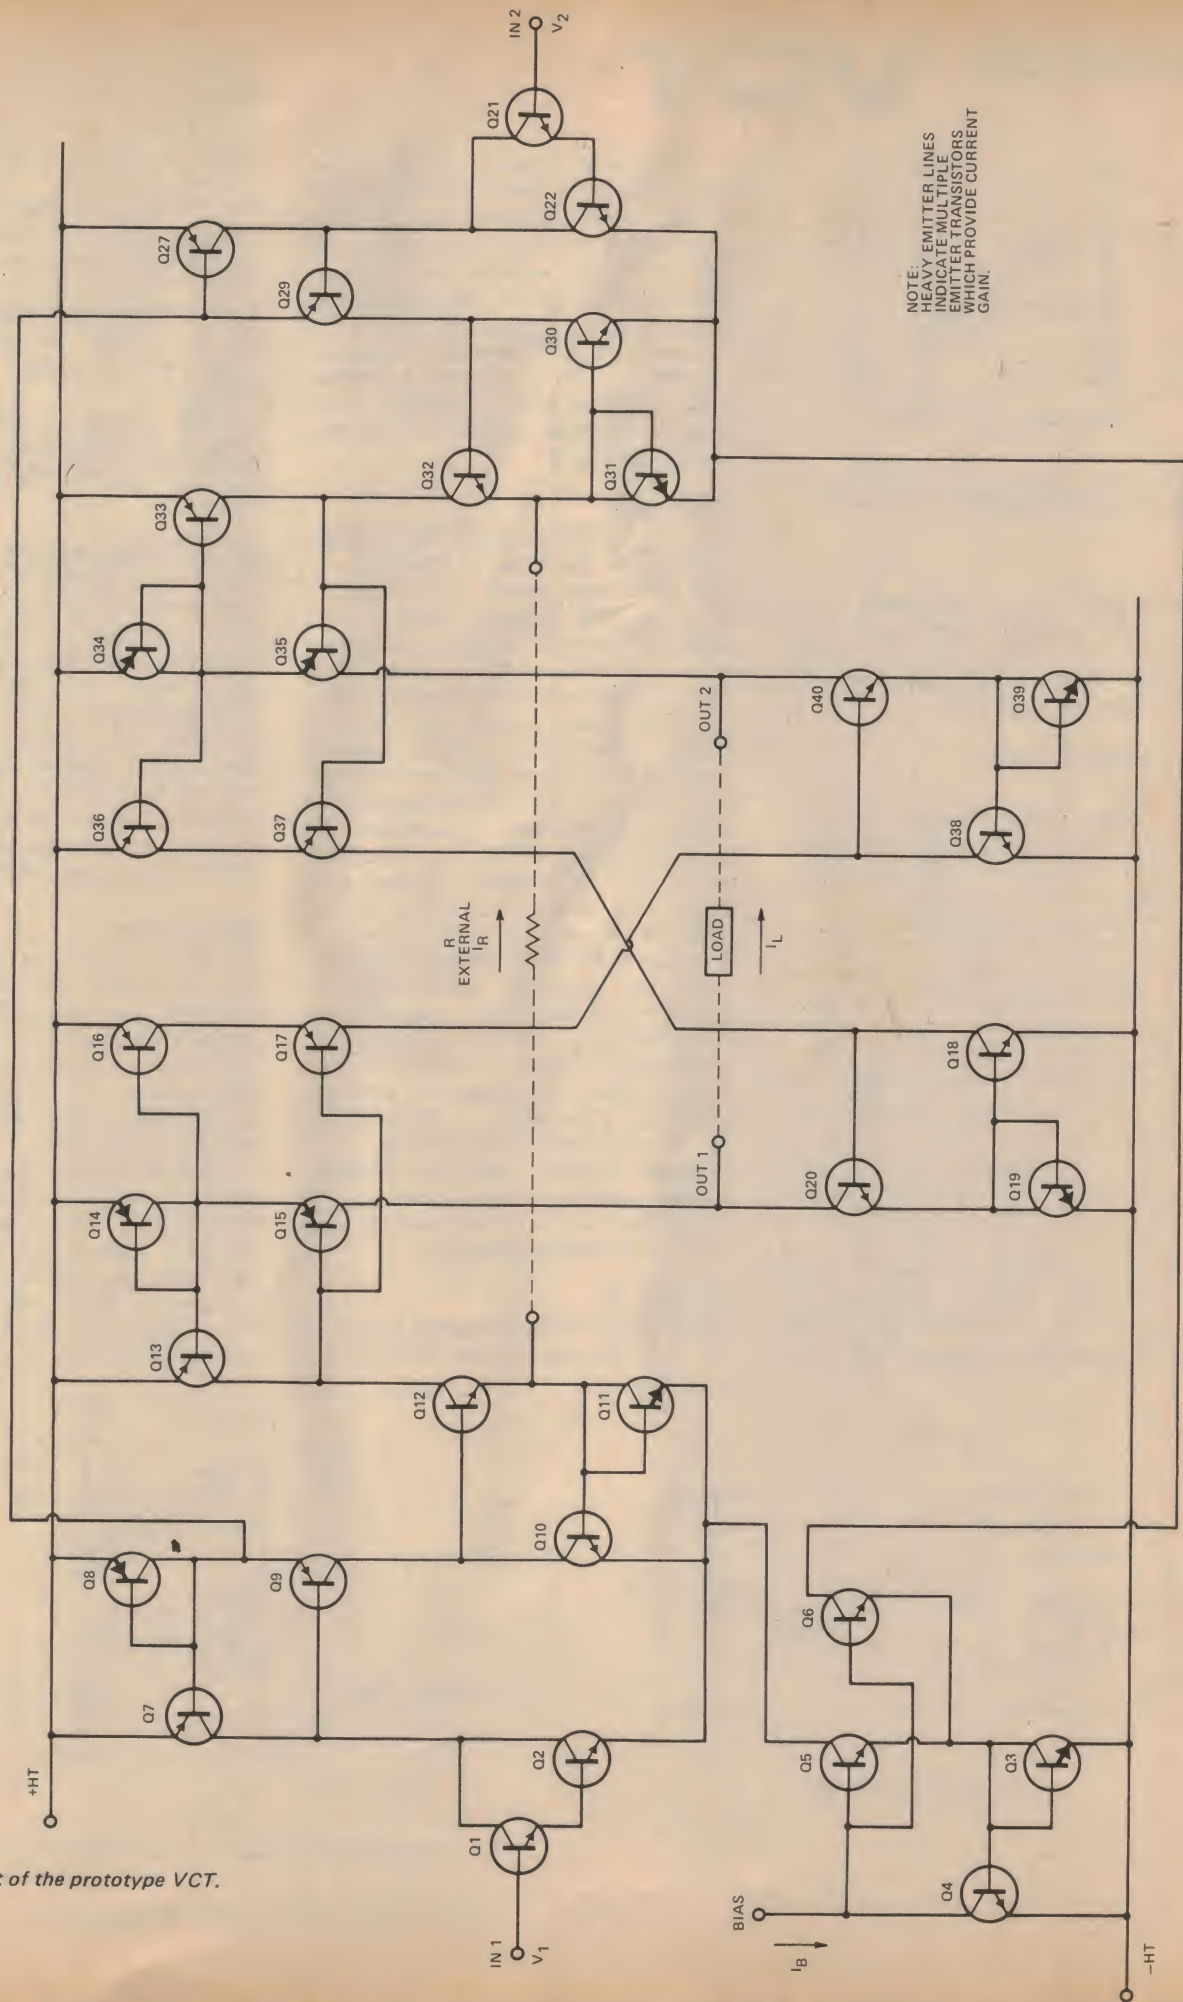 +HT
Q7
Q8
Q9
Q1
Q2
IN 1
V1
Q13
Q14
Q15
Q16
Q17
Q12
Q10
Q11
Q36
Q37
Q34
Q35
Q33
Q27
Q29
Q32
Q30
Q31
Q22
Q21
IN 2
V2
R
EXTERNAL
IR
OUT 1
LOAD
IL
OUT 2
Q20
Q18
Q19
Q40
Q38
Q39
BIAS
IB
Q5
Q6
Q4
Q3
-HT
NOTE:
HEAVY EMITTER LINES
INDICATE MULTIPLE
EMITTER TRANSISTORS
WHICH PROVIDE CURRENT
GAIN.
of the prototype VCT.